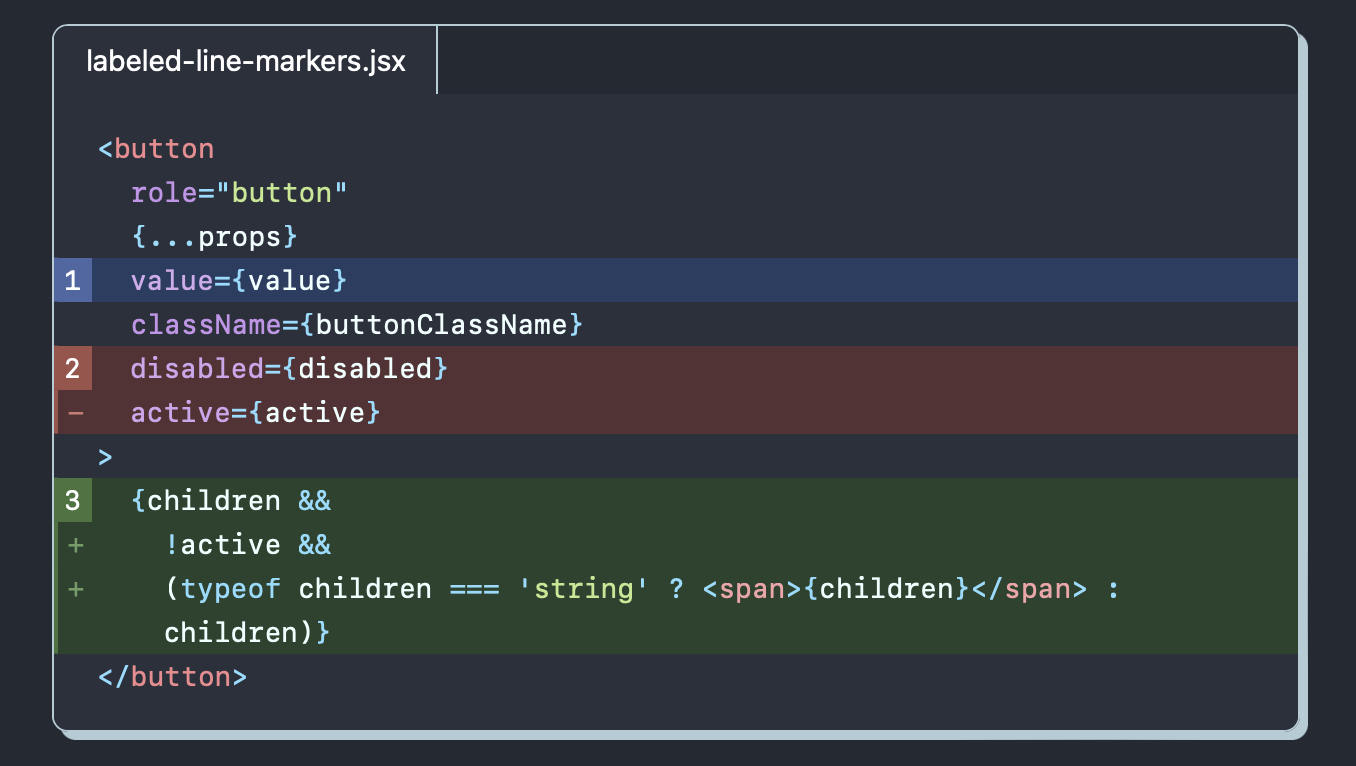 labeled-line-markers.jsx
<button
  role="button"
  {...props}
1   value={value}
  className={buttonClassName}
2   disabled={disabled}
-   active={active}
>
3   {children &&
+     !active &&
+     (typeof children === 'string' ? <span>{children}</span> :
    children)}
</button>